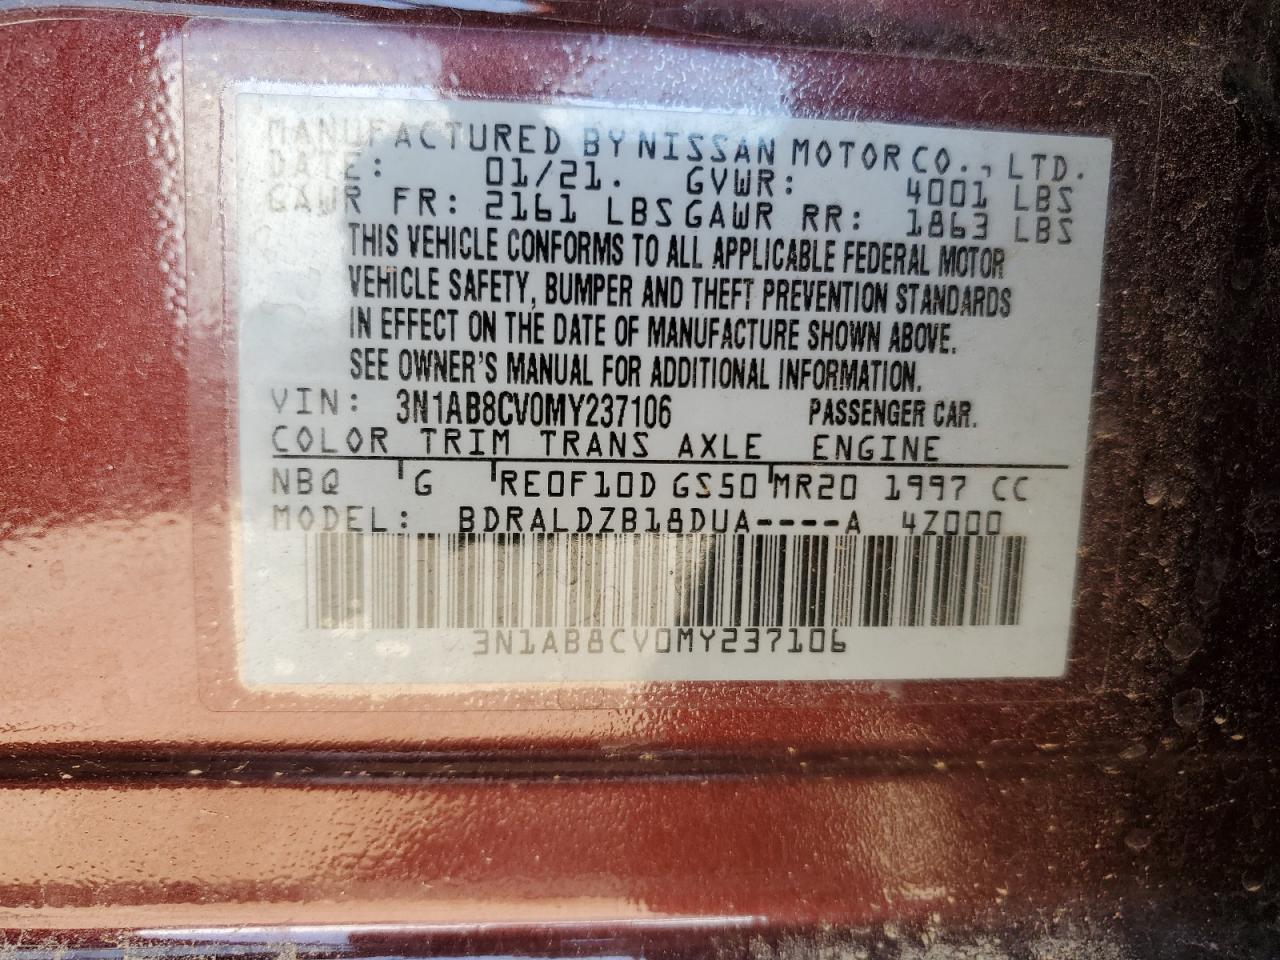 MANUFACTURED BY NISSAN MOTOR CO., LTD.
DATE: 01/21. GVWR: 4001 LBS
GAWR FR: 2161 LBS GAWR RR: 1863 LBS
THIS VEHICLE CONFORMS TO ALL APPLICABLE FEDERAL MOTOR
VEHICLE SAFETY, BUMPER AND THEFT PREVENTION STANDARDS
IN EFFECT ON THE DATE OF MANUFACTURE SHOWN ABOVE.
SEE OWNER'S MANUAL FOR ADDITIONAL INFORMATION.
VIN: 3N1AB8CV0MY237106 PASSENGER CAR.
COLOR TRIM TRANS AXLE ENGINE
NBQ G RE0F10D GS50 MR20 1997 CC
MODEL: BDRALDZB18DUA----A 4Z000
3N1AB8CV0MY237106